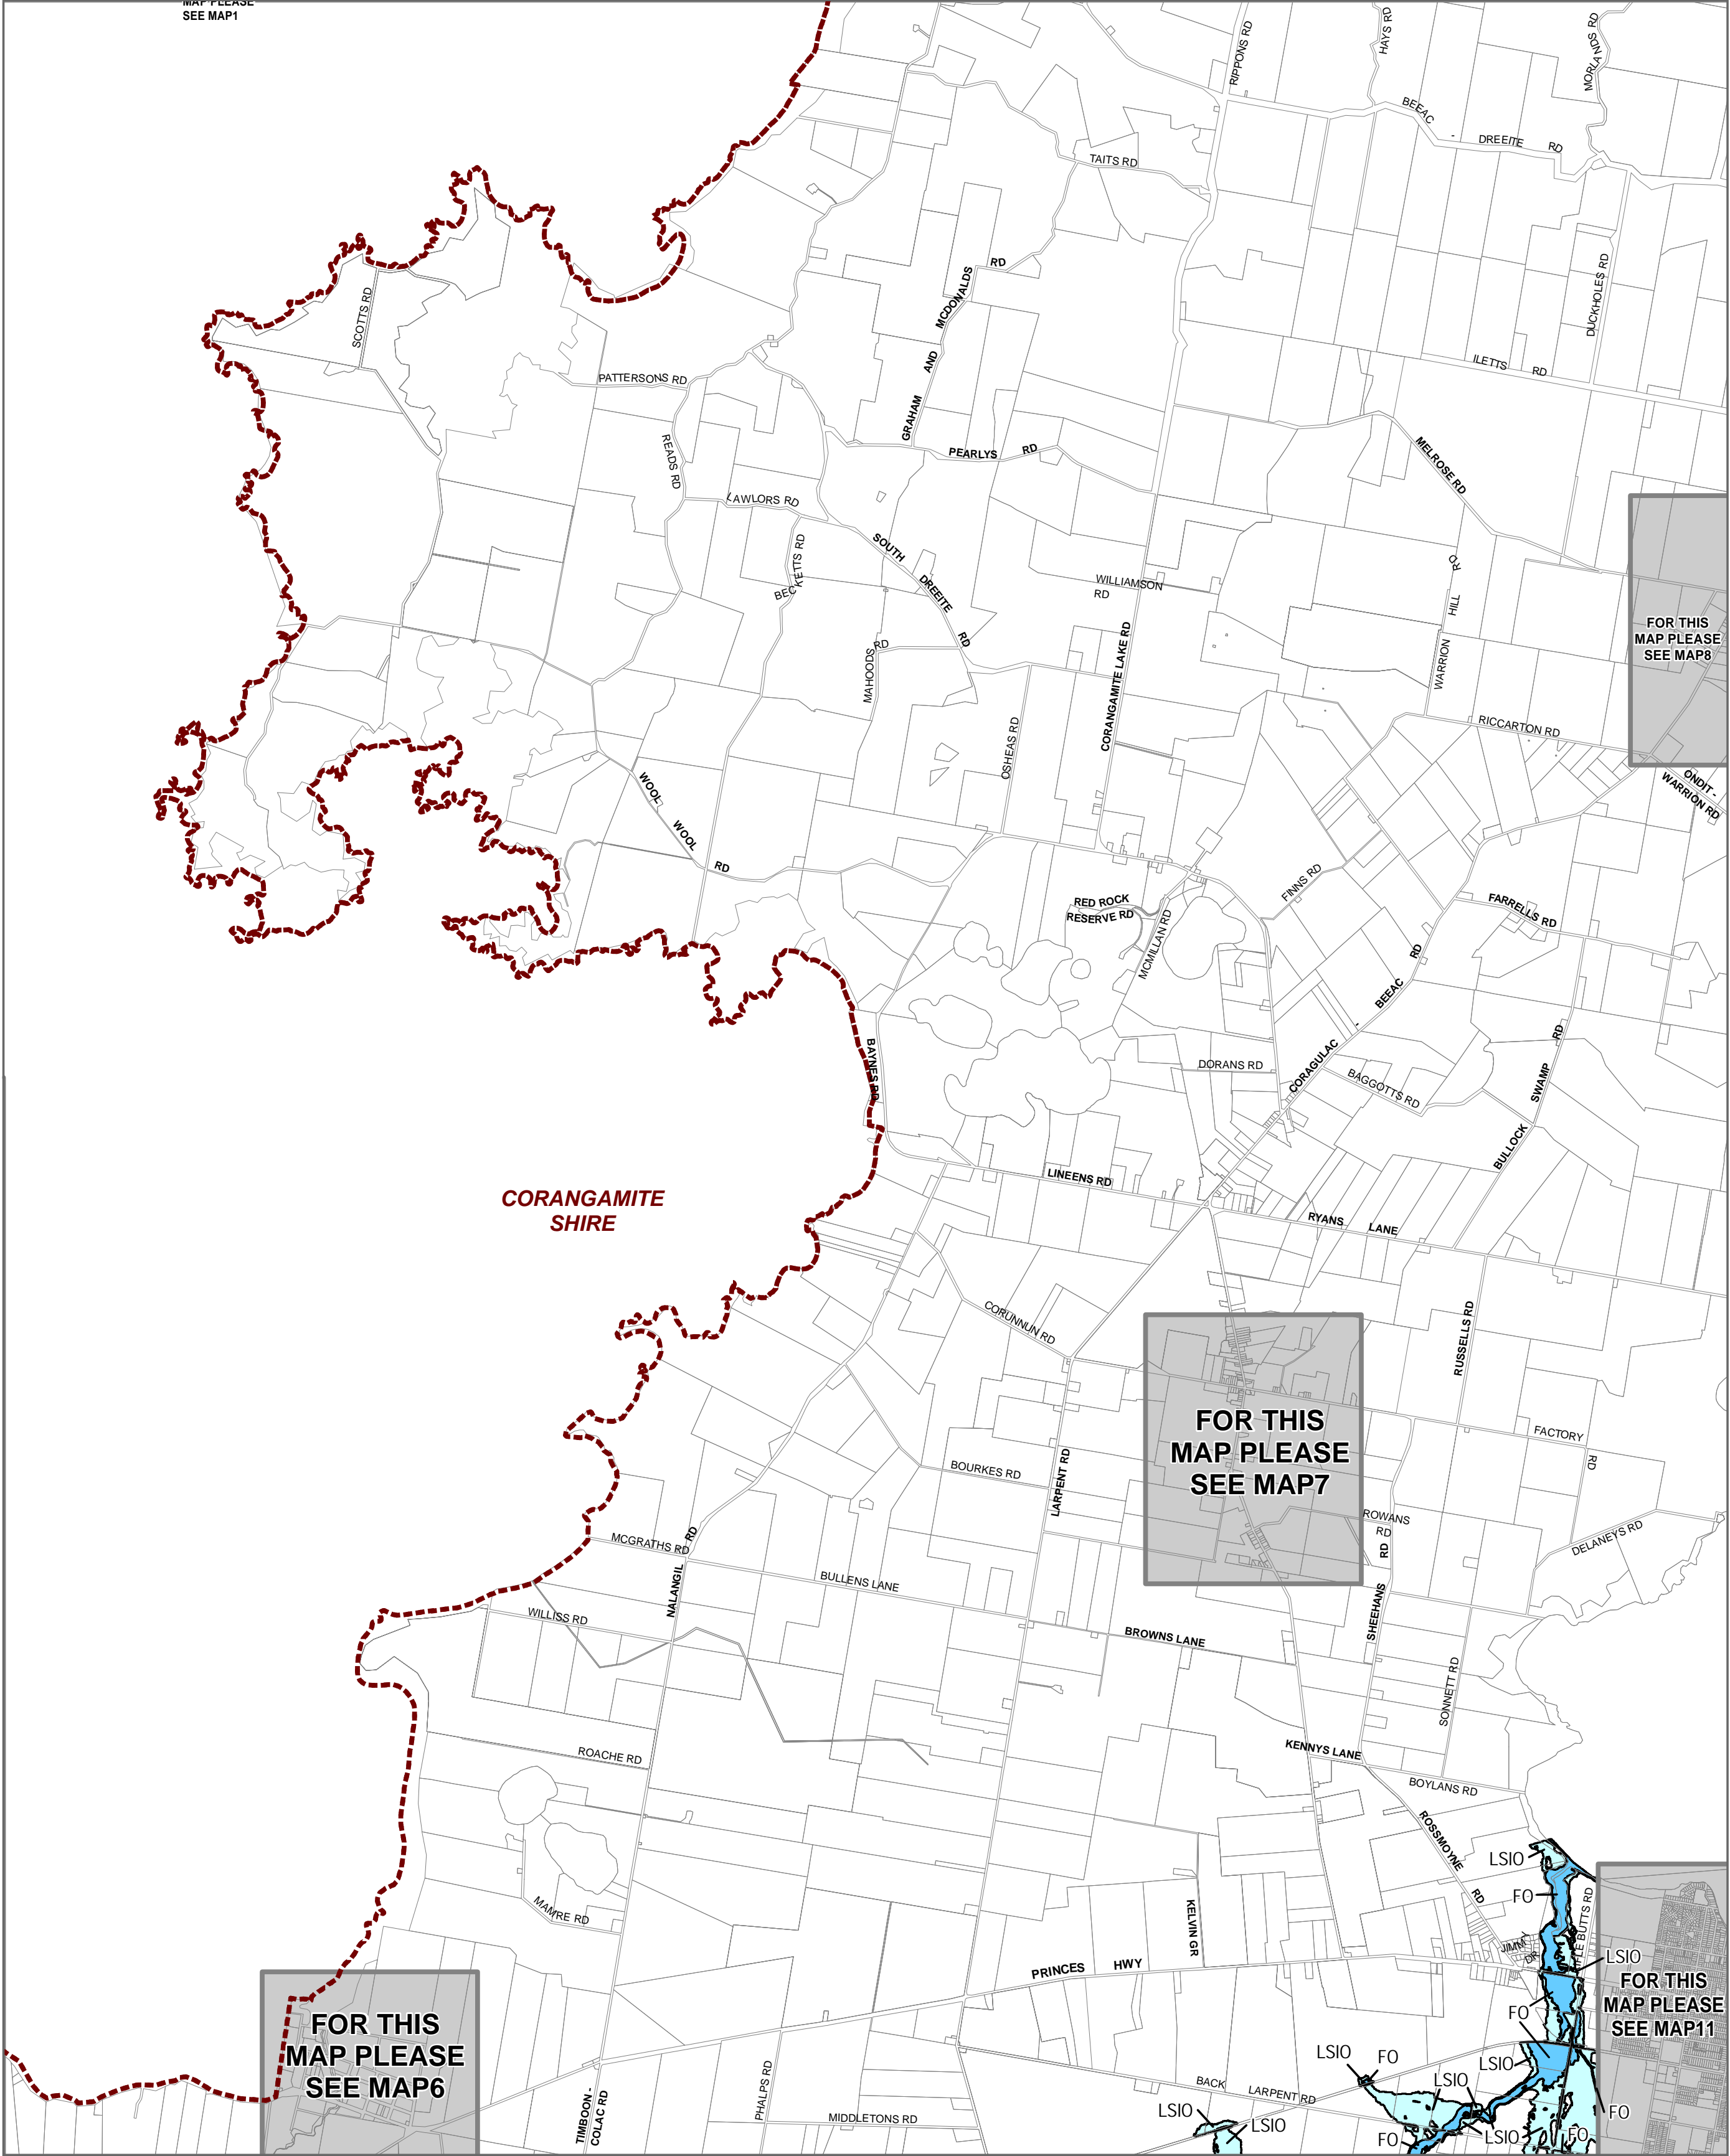 MAP PLEASE
SEE MAP1
RIPPONS RD
HAYS RD
MORLANDS RD
BEEAC - DREEITE RD
TAITS RD
SCOTTS RD
GRAHAM AND MCDONALDS RD
DUCKHOLES RD
ILETTS RD
PATTERSONS RD
READS RD
PEARLYS RD
MELROSE RD
LAWLORS RD
BECKETTS RD
SOUTH DREEITE RD
WILLIAMSON
RD
WARRION HILL RD
FOR THIS
MAP PLEASE
SEE MAP8
MAHOODS RD
CORANGAMITE LAKE RD
OSHEAS RD
RICCARTON RD
ONDIT -
WARRION RD
WOOL WOOL RD
FINNS RD
RED ROCK
RESERVE RD
MCMILLAN RD
FARRELLS RD
CORAGULAC - BEEAC RD
BAYNES RD
DORANS RD
BAGGOTTS RD
BULLOCK SWAMP RD
LINEENS RD
CORANGAMITE
SHIRE
RYANS LANE
CORUNNUN RD
RUSSELLS RD
FOR THIS
MAP PLEASE
SEE MAP7
FACTORY RD
BOURKES RD
LARPENT RD
ROWANS
RD
DELANEYS RD
MCGRATHS RD
NALANGIL RD
BULLENS LANE
SHEEHANS RD
WILLISS RD
BROWNS LANE
SONNETT RD
ROACHE RD
KENNYS LANE
BOYLANS RD
ROSSMOYNE RD
LSIO
FO
MAMRE RD
KELVIN GR
JIMMY DR
BUTTS RD
LSIO
PRINCES HWY
FOR THIS
MAP PLEASE
SEE MAP6
FOR THIS
MAP PLEASE
SEE MAP11
FO
LSIO
FO
LSIO
LSIO
BACK LARPENT RD
PHALPS RD
TIMBOON -
COLAC RD
MIDDLETONS RD
LSIO
LSIO
FO
LSIO
FO
FO